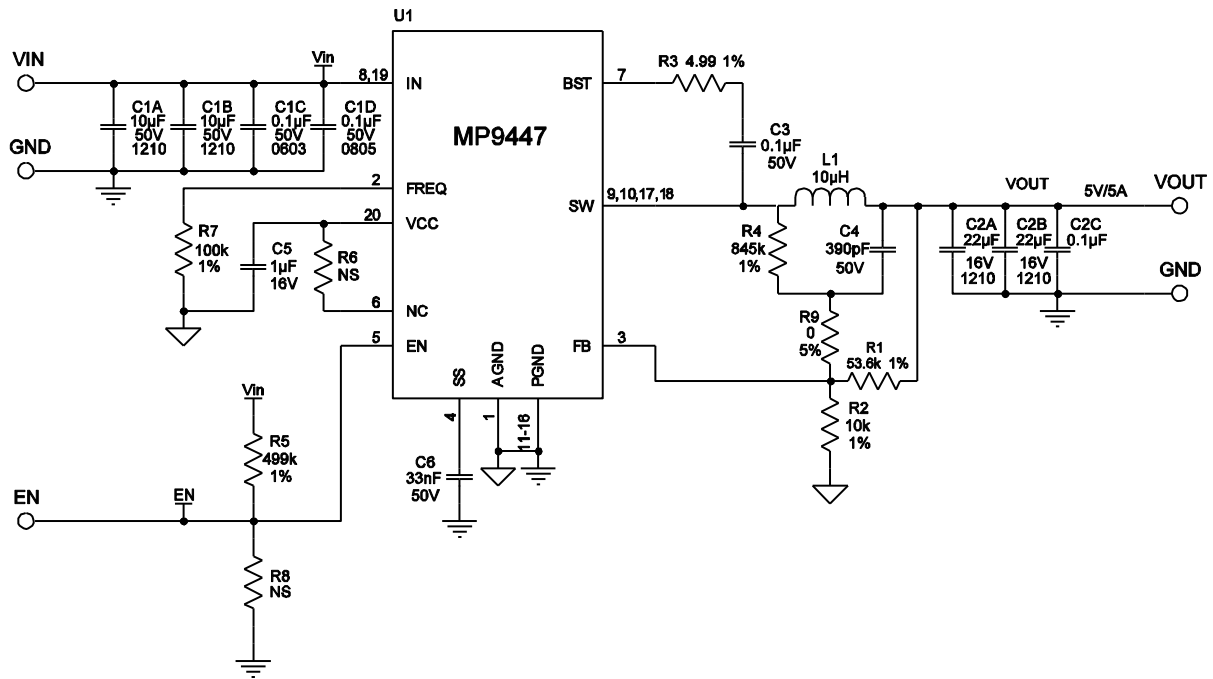 U1
VIN
Vin
8,19
IN
C1A
10µF
50V
1210
C1B
10µF
50V
1210
C1C
0.1µF
50V
0603
C1D
0.1µF
50V
0805
GND
MP9447
BST
7
R3 4.99 1%
C3
0.1µF
50V
L1
10µH
2
FREQ
SW
9,10,17,18
VOUT
5V/5A
VOUT
20
VCC
R7
100k
1%
C5
1µF
16V
R6
NS
R4
845k
1%
C4
390pF
50V
C2A
22µF
16V
1210
C2B
22µF
16V
1210
C2C
0.1µF
GND
6
NC
5
EN
FB
3
R9
0
5%
R1
53.6k 1%
R2
10k
1%
SS
AGND
PGND
4
1
11-16
C6
33nF
50V
Vin
R5
499k
1%
EN
EN
R8
NS